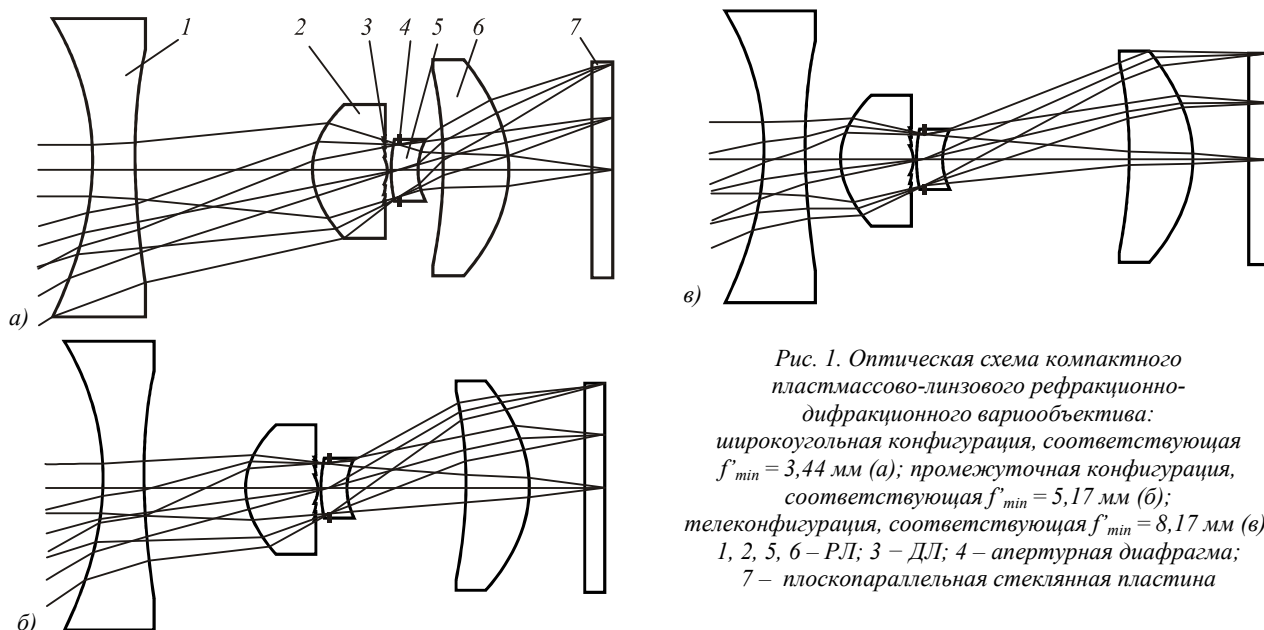 1 2 3 4 5 6 7
а)
б)
в)
Рис. 1. Оптическая схема компактного
пластмассово-линзового рефракционно-
дифракционного вариообъектива:
широкоугольная конфигурация, соответствующая
f’min = 3,44 мм (а); промежуточная конфигурация,
соответствующая f’min = 5,17 мм (б);
телеконфигурация, соответствующая f’min = 8,17 мм (в)
1, 2, 5, 6 – РЛ; 3 − ДЛ; 4 – апертурная диафрагма;
7 – плоскопараллельная стеклянная пластина